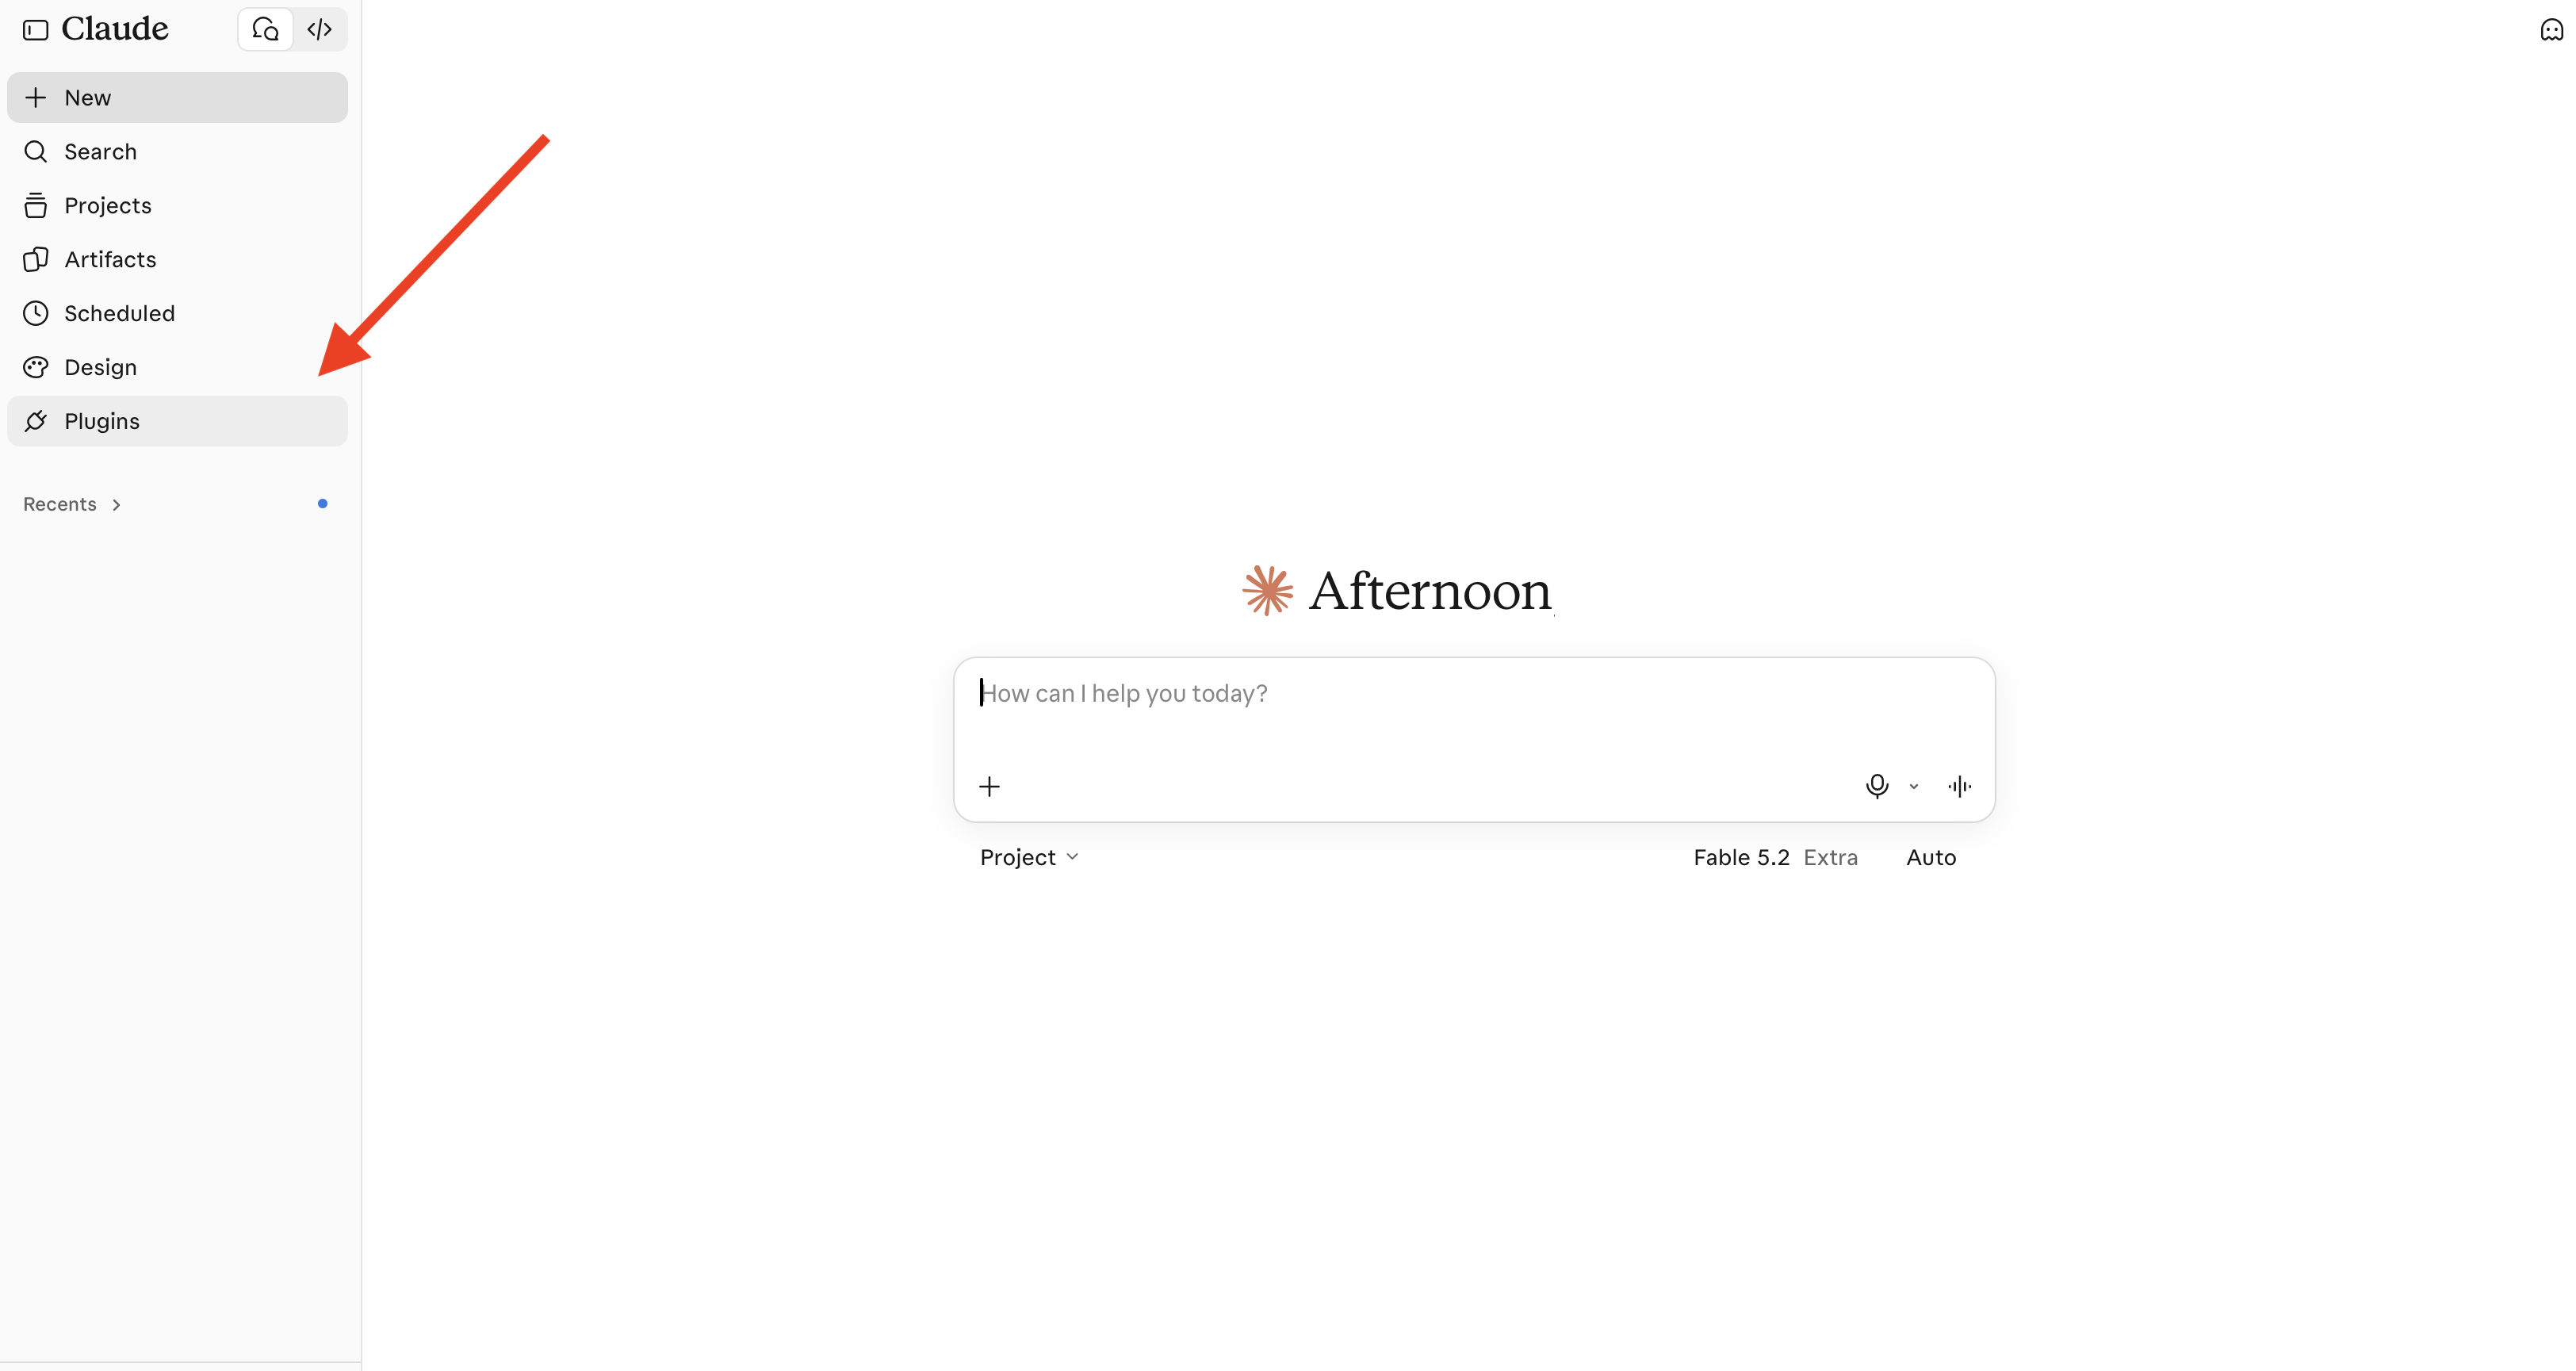 Claude
New
Search
Projects
Artifacts
Scheduled
Design
Plugins
Recents
Afternoon
How can I help you today?
Project
Fable 5.2 Extra Auto